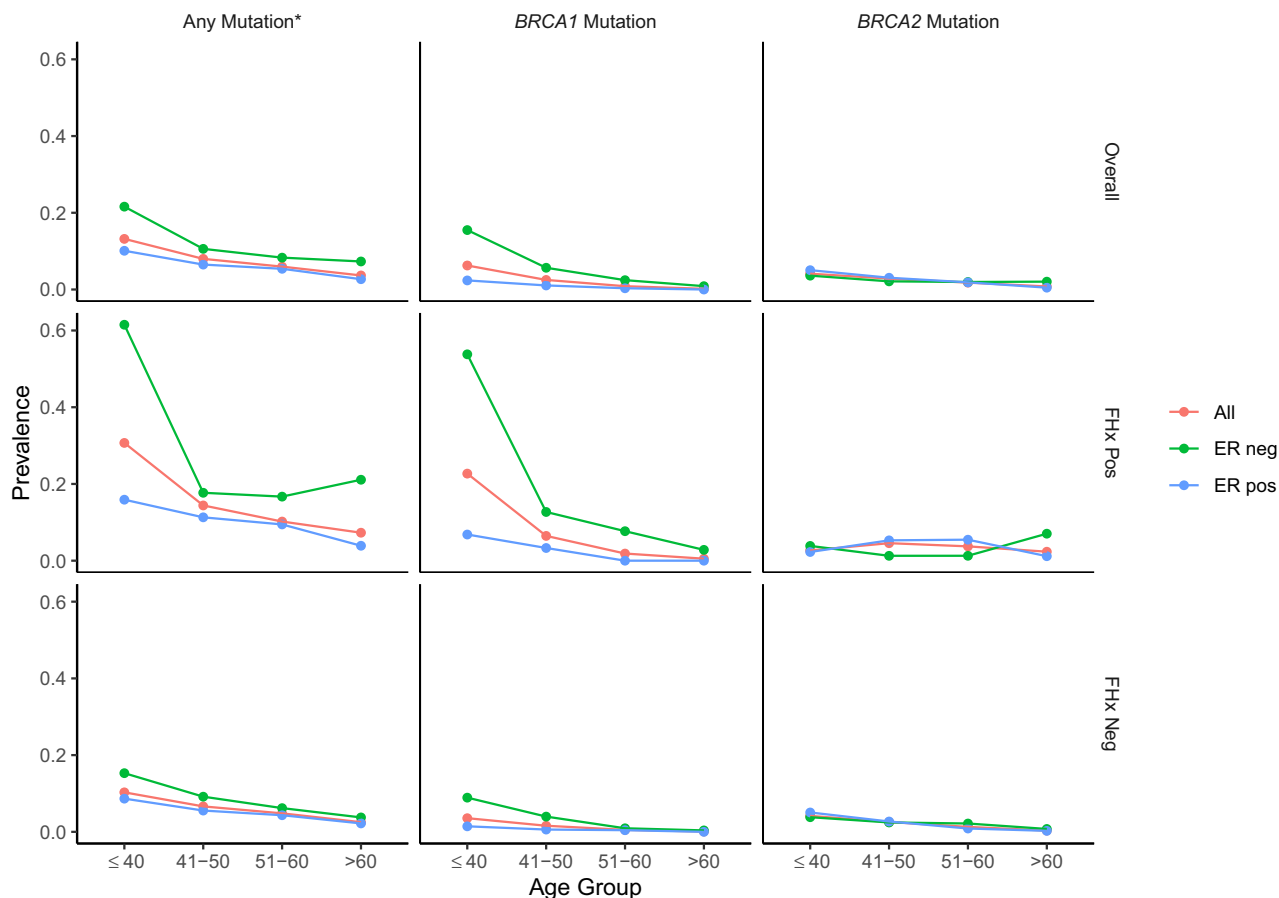 Any Mutation*
BRCA1 Mutation
BRCA2 Mutation
0.6
0.4
0.2
0.0
Overall
0.6
0.4
0.2
0.0
FHx Pos
0.6
0.4
0.2
0.0
FHx Neg
Prevalence
≤ 40
41−50
51−60
>60
≤ 40
41−50
51−60
>60
≤ 40
41−50
51−60
>60
Age Group
All
ER neg
ER pos